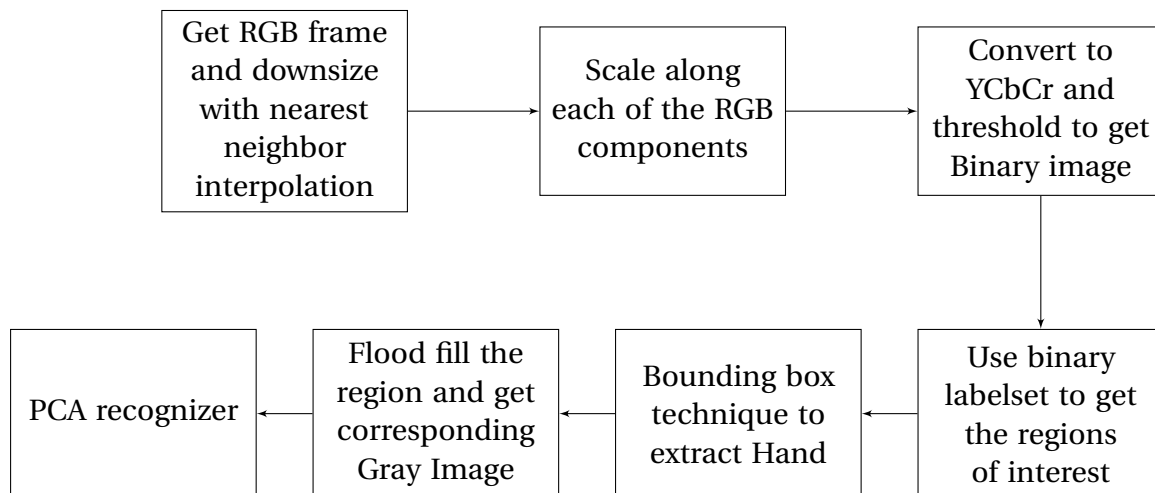 Get RGB frame
and downsize
with nearest
neighbor
interpolation
Scale along
each of the RGB
components
Convert to
YCbCr and
threshold to get
Binary image
Use binary
labelset to get
the regions
of interest
Bounding box
technique to
extract Hand
Flood fill the
region and get
corresponding
Gray Image
PCA recognizer